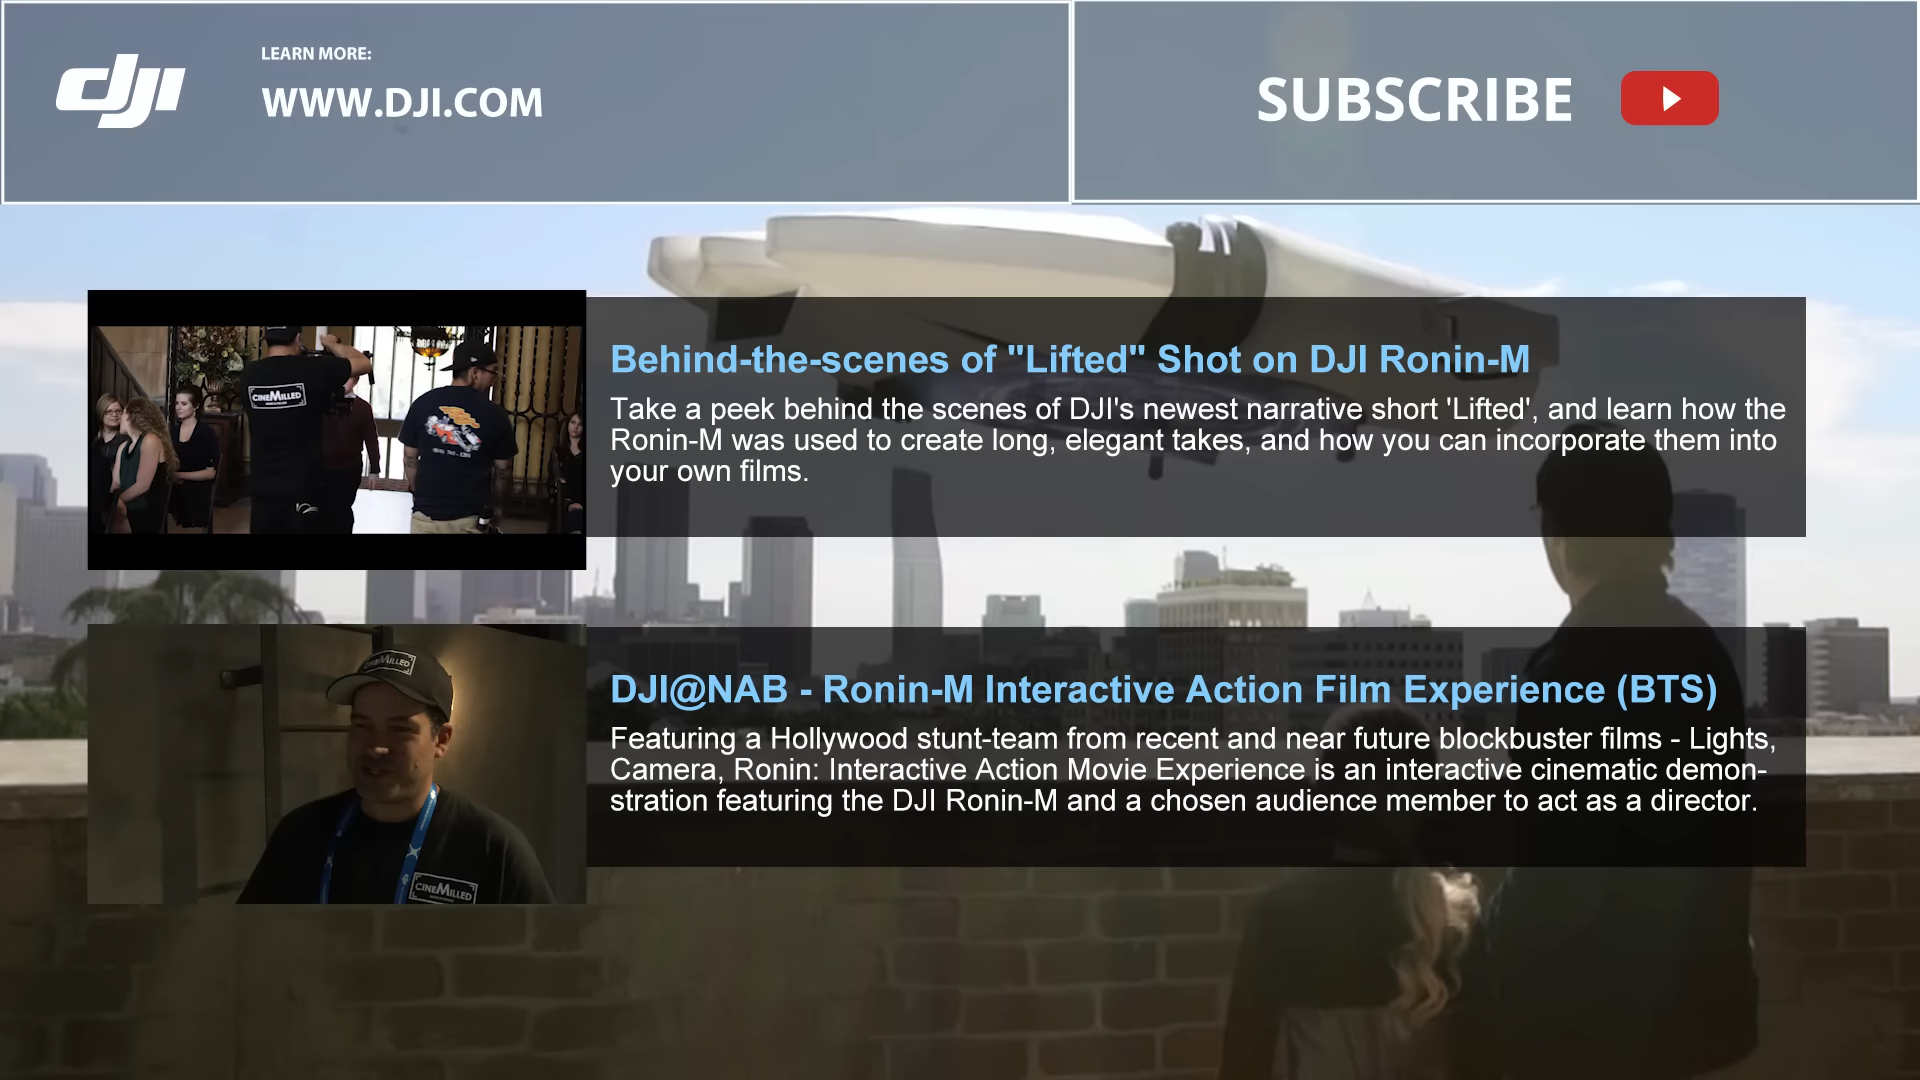 dji
LEARN MORE:
WWW.DJI.COM
SUBSCRIBE
CINEMILLED
Behind-the-scenes of "Lifted" Shot on DJI Ronin-M
Take a peek behind the scenes of DJI's newest narrative short 'Lifted', and learn how the
Ronin-M was used to create long, elegant takes, and how you can incorporate them into
your own films.
CINEMILLED
CINEMILLED
DJI@NAB - Ronin-M Interactive Action Film Experience (BTS)
Featuring a Hollywood stunt-team from recent and near future blockbuster films - Lights,
Camera, Ronin: Interactive Action Movie Experience is an interactive cinematic demon-
stration featuring the DJI Ronin-M and a chosen audience member to act as a director.